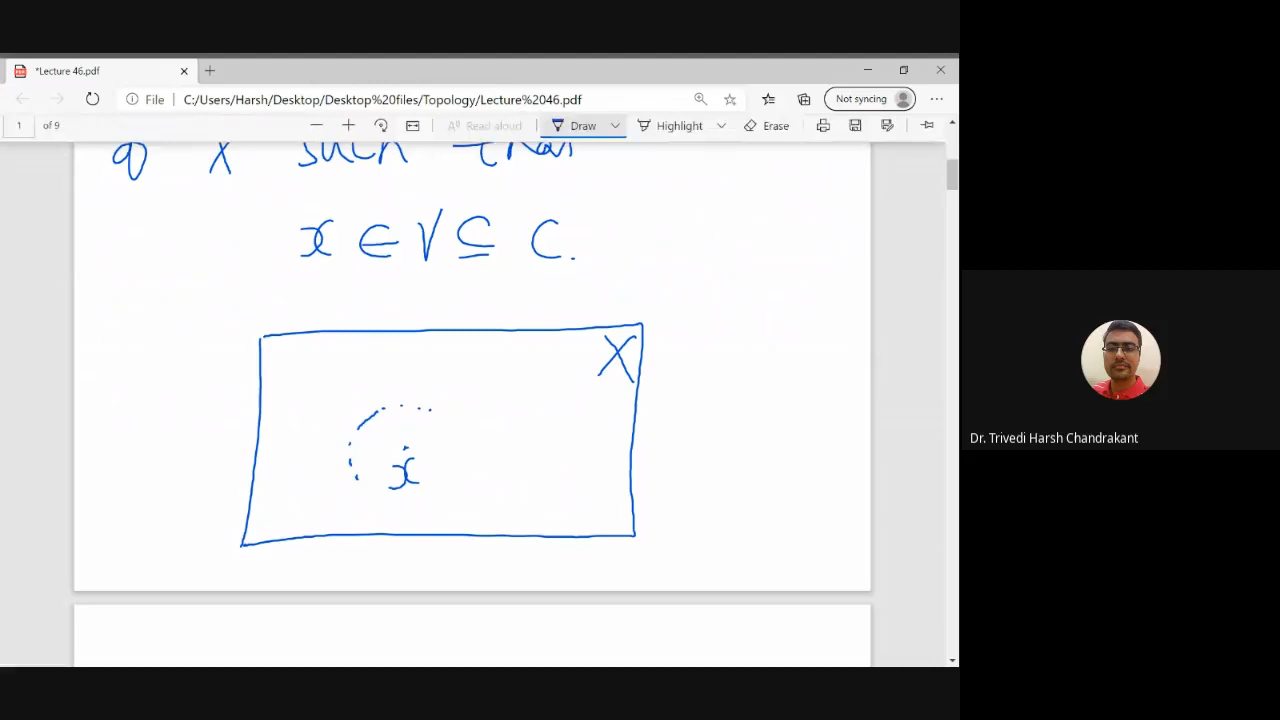 *Lecture 46.pdf
File | C:/Users/Harsh/Desktop/Desktop%20files/Topology/Lecture%2046.pdf
Not syncing
1 of 9
Read aloud
Draw
Highlight
Erase
of X such that
x ∈ V ⊆ C.
X
x
Dr. Trivedi Harsh Chandrakant